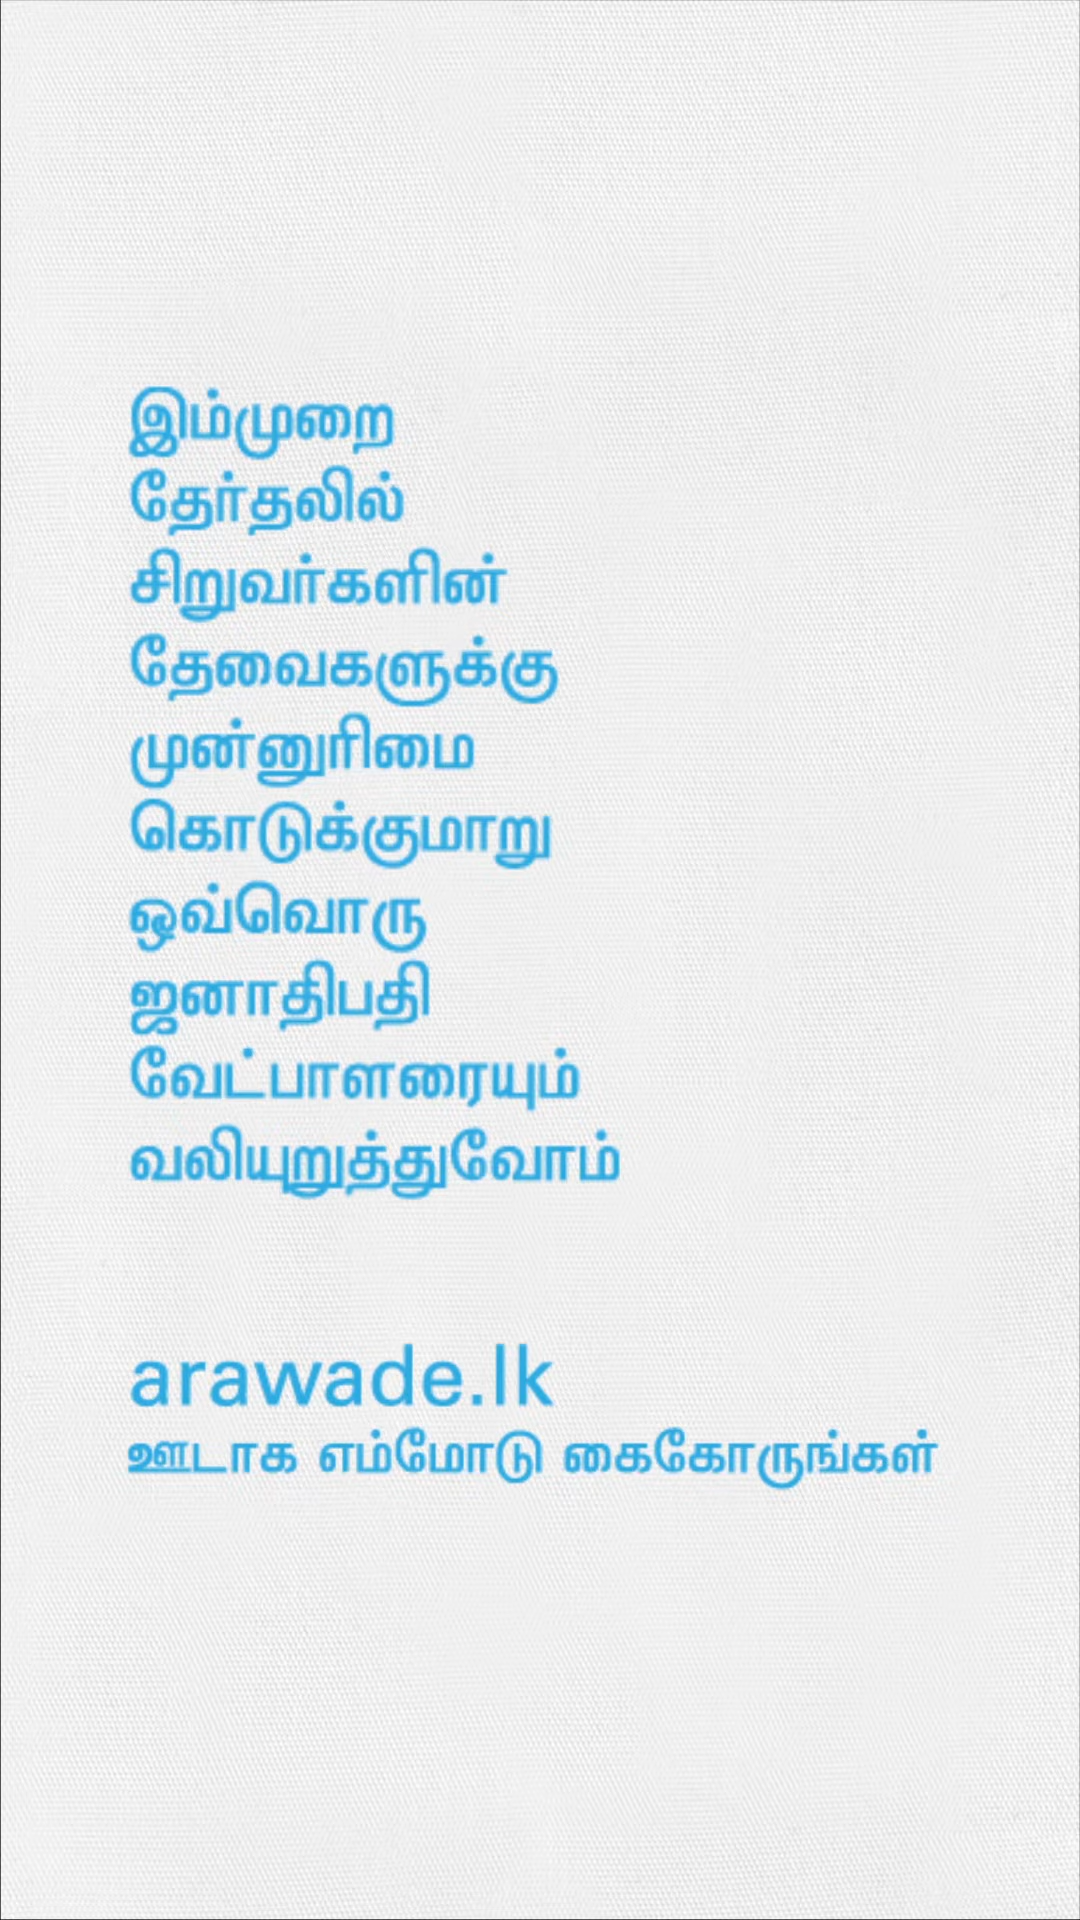 இம்முறை
தேர்தலில்
சிறுவர்களின்
தேவைகளுக்கு
முன்னுரிமை
கொடுக்குமாறு
ஒவ்வொரு
ஜனாதிபதி
வேட்பாளரையும்
வலியுறுத்துவோம்
arawade.lk
ஊடாக எம்மோடு கைகோருங்கள்